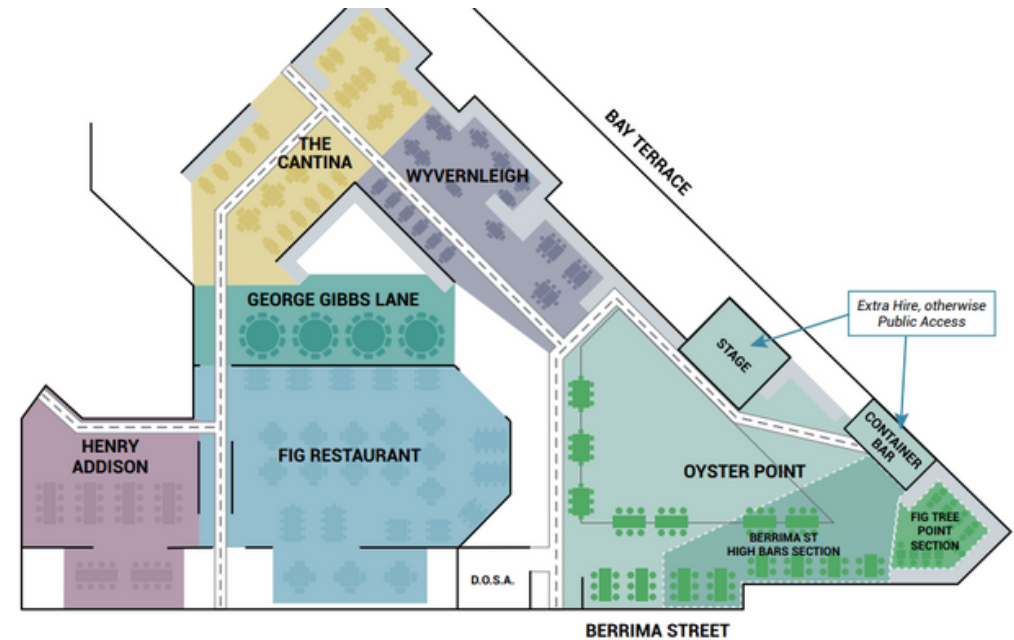 BAY TERRACE
THE
CANTINA
WYVERNLEIGH
GEORGE GIBBS LANE
Extra Hire, otherwise
Public Access
STAGE
CONTAINER
BAR
HENRY
ADDISON
FIG RESTAURANT
OYSTER POINT
FIG TREE
POINT
SECTION
BERRIMA ST
HIGH BARS SECTION
D.O.S.A.
BERRIMA STREET